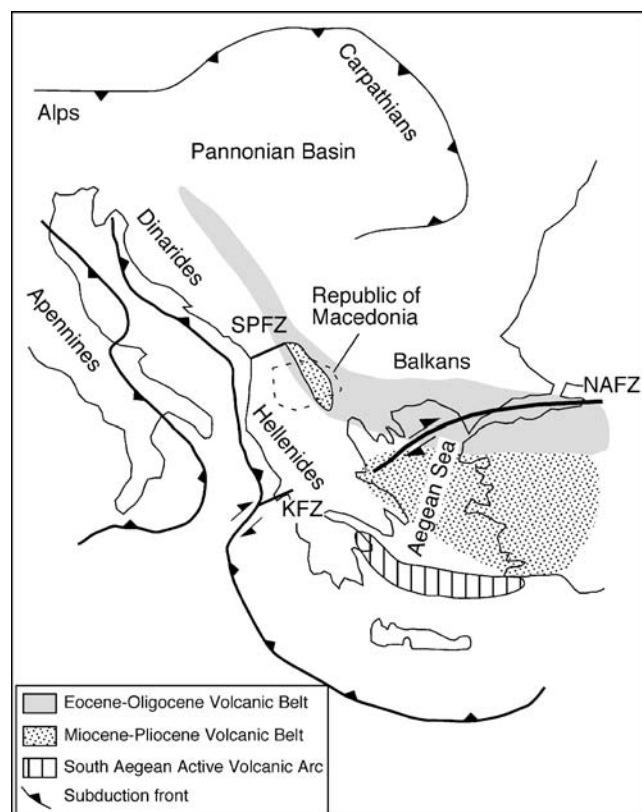 Carpathians
Alps
Pannonian Basin
Dinarides
Republic of
Macedonia
Apennines
SPFZ
Balkans
NAFZ
Hellenides
Aegean Sea
KFZ
Eocene-Oligocene Volcanic Belt
Miocene-Pliocene Volcanic Belt
South Aegean Active Volcanic Arc
Subduction front